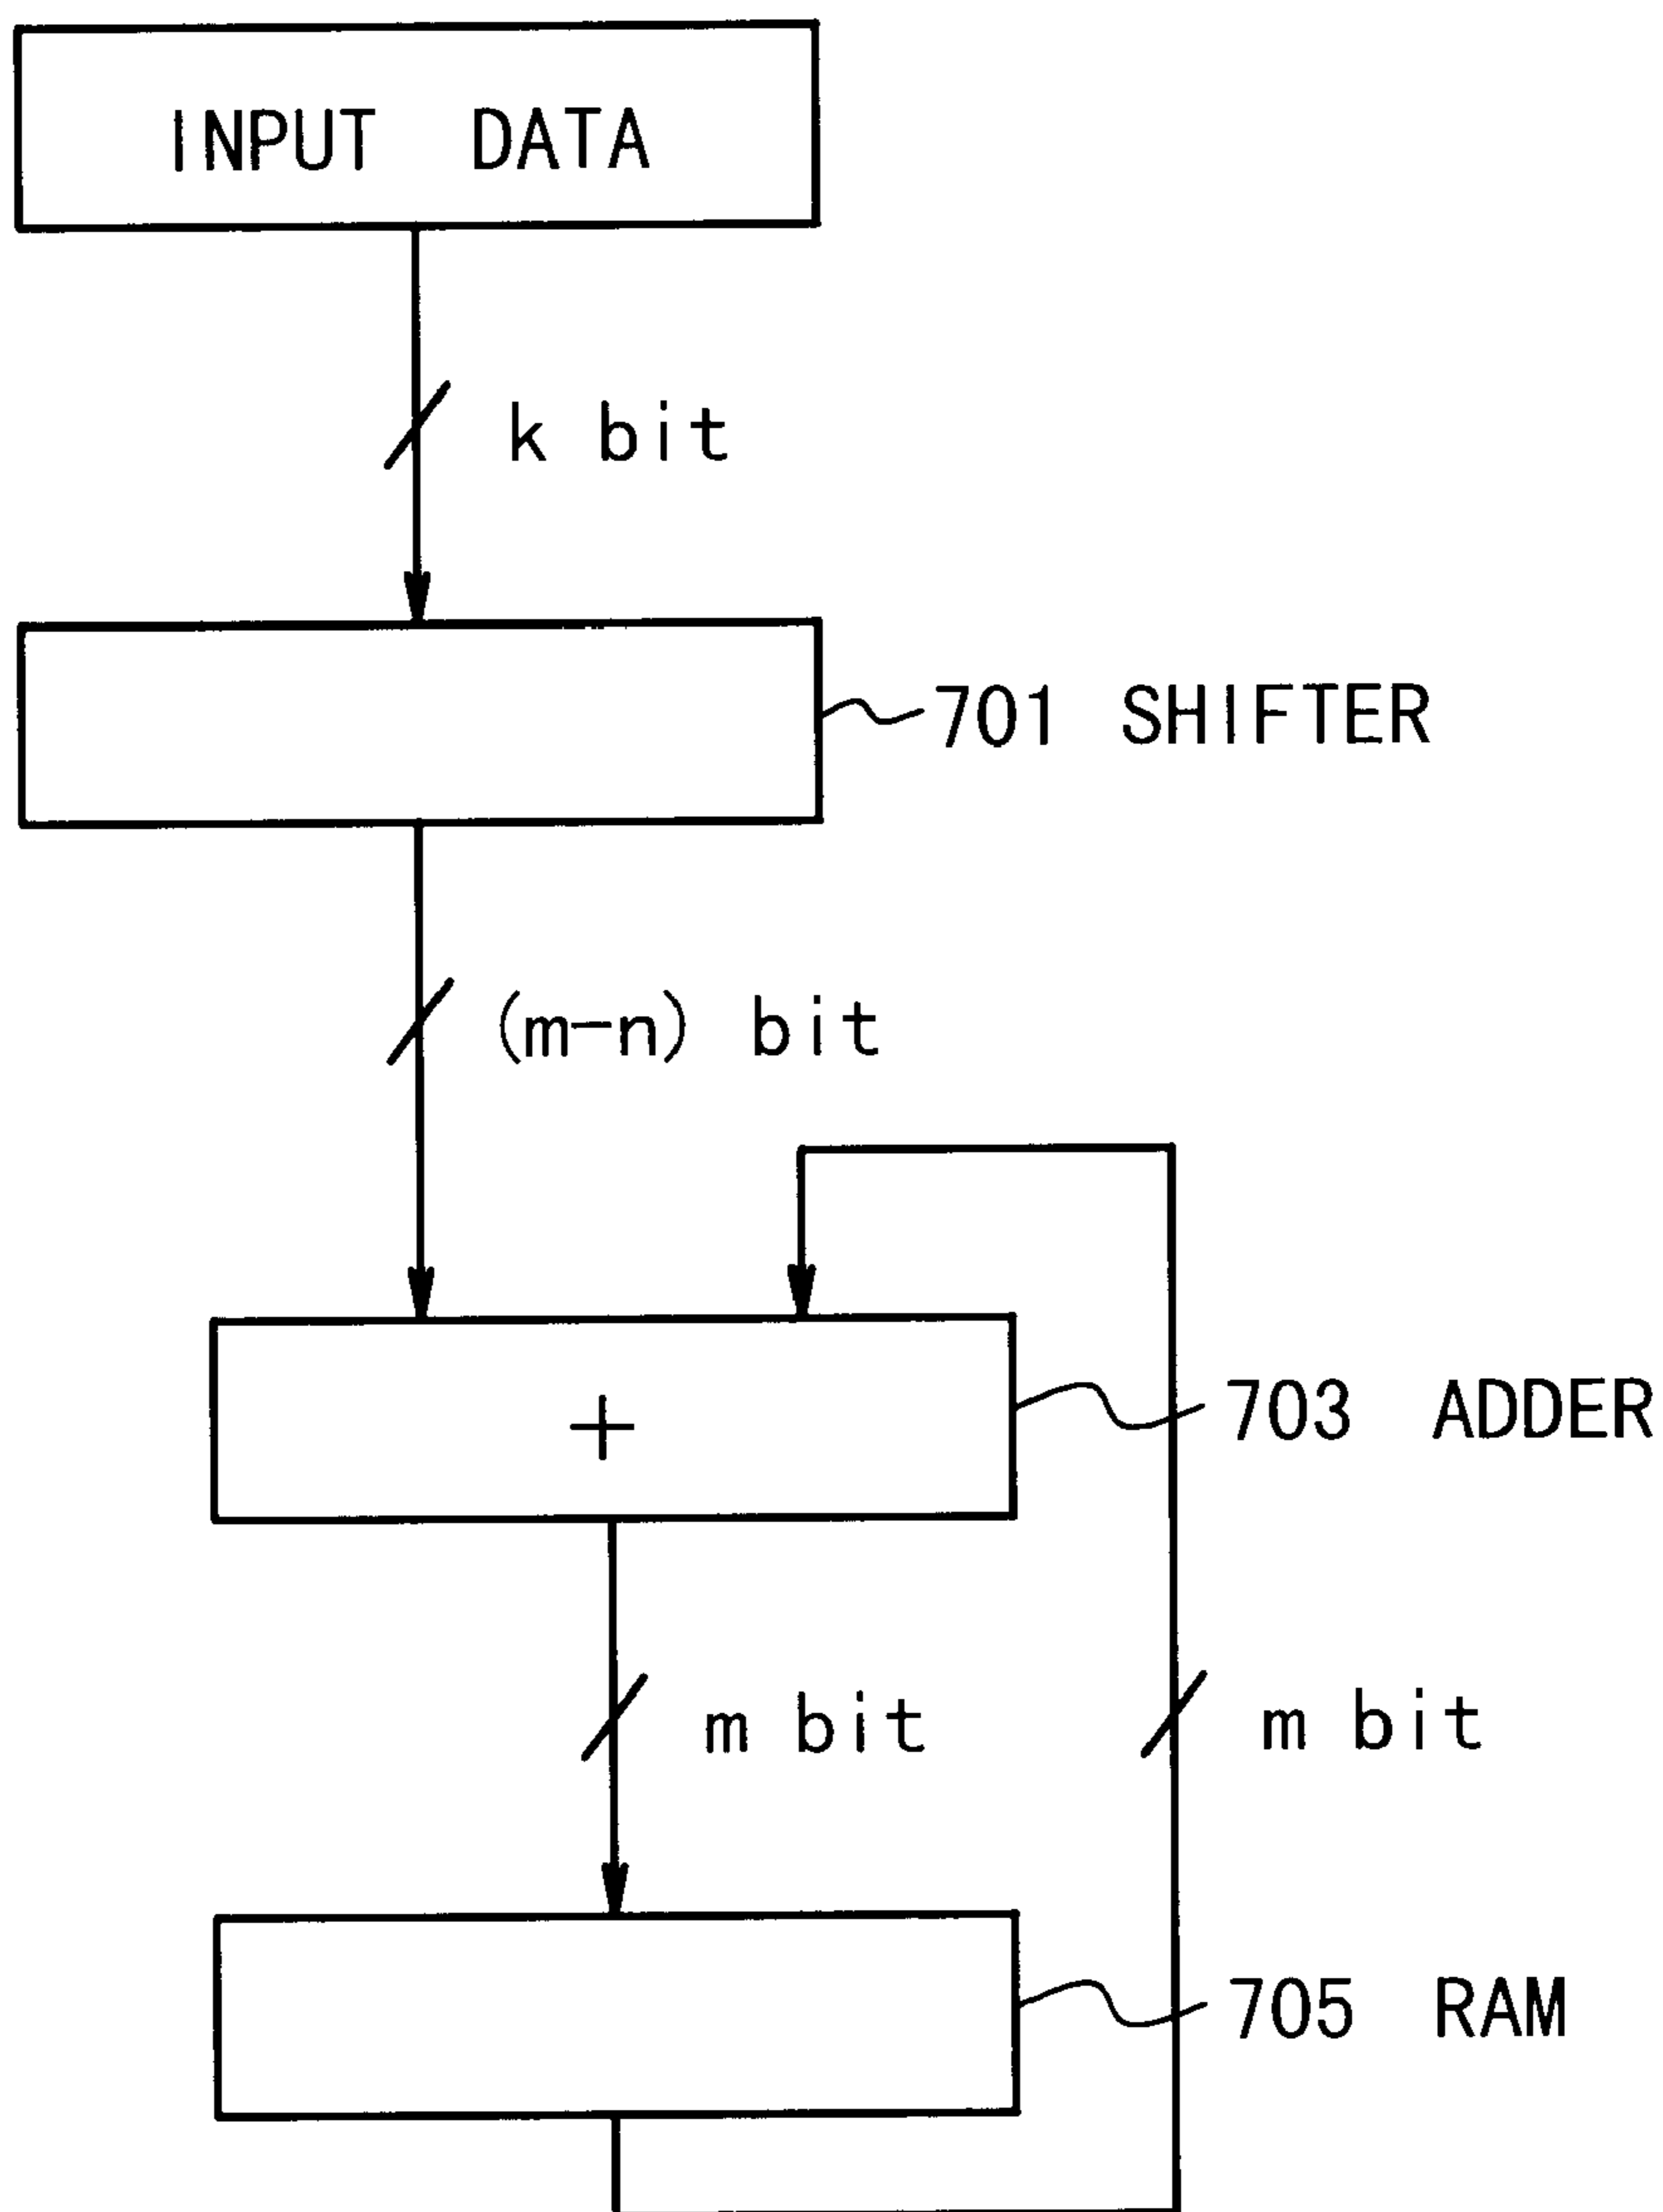 INPUT DATA
k bit
701 SHIFTER
(m-n) bit
+
703 ADDER
m bit
m bit
705 RAM